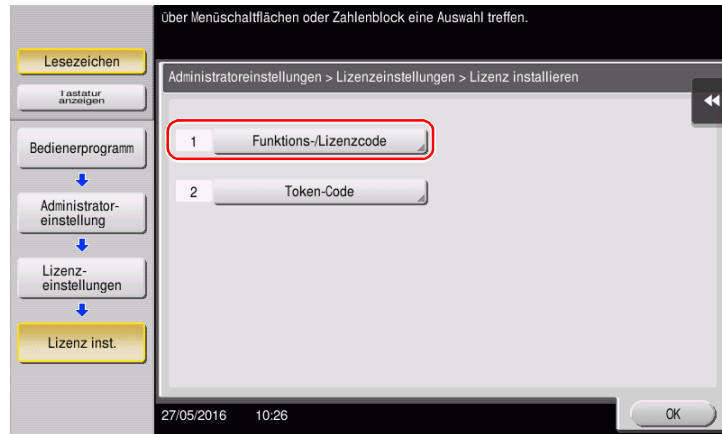 über Menüschaltflächen oder Zahlenblock eine Auswahl treffen.
Lesezeichen
Tastatur
anzeigen
Bedienerprogramm
Administrator-
einstellung
Lizenz-
einstellungen
Lizenz inst.
Administratoreinstellungen > Lizenzeinstellungen > Lizenz installieren
1 Funktions-/Lizenzcode
2 Token-Code
27/05/2016 10:26
OK